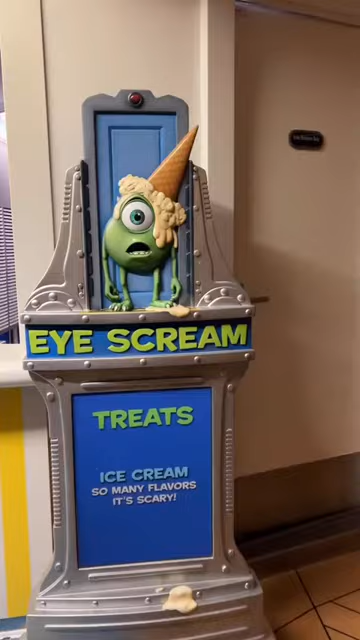 EYE SCREAM
TREATS
ICE CREAM
SO MANY FLAVORS
IT'S SCARY!